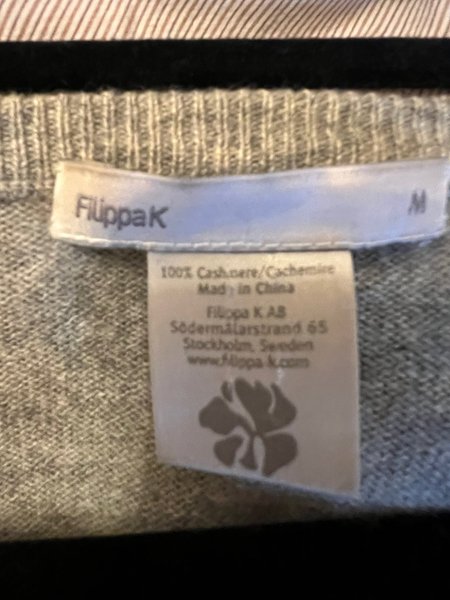 Filippa K
M
100% Cashmere/Cachemire
Made in China
Filippa K AB
Södermälarstrand 65
Stockholm, Sweden
www.filippa-k.com